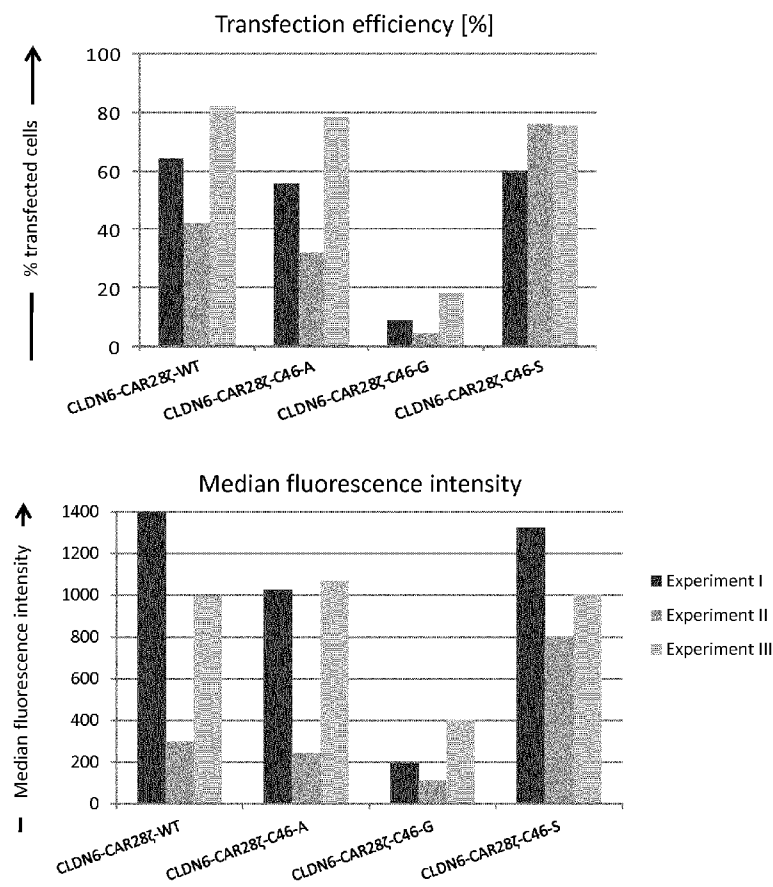 Transfection efficiency [%]
% transfected cells
100
80
60
40
20
0
CLDN6-CAR28ζ-WT
CLDN6-CAR28ζ-C46-A
CLDN6-CAR28ζ-C46-G
CLDN6-CAR28ζ-C46-S
Median fluorescence intensity
Median fluorescence intensity
1400
1200
1000
800
600
400
200
0
CLDN6-CAR28ζ-WT
CLDN6-CAR28ζ-C46-A
CLDN6-CAR28ζ-C46-G
CLDN6-CAR28ζ-C46-S
Experiment I
Experiment II
Experiment III